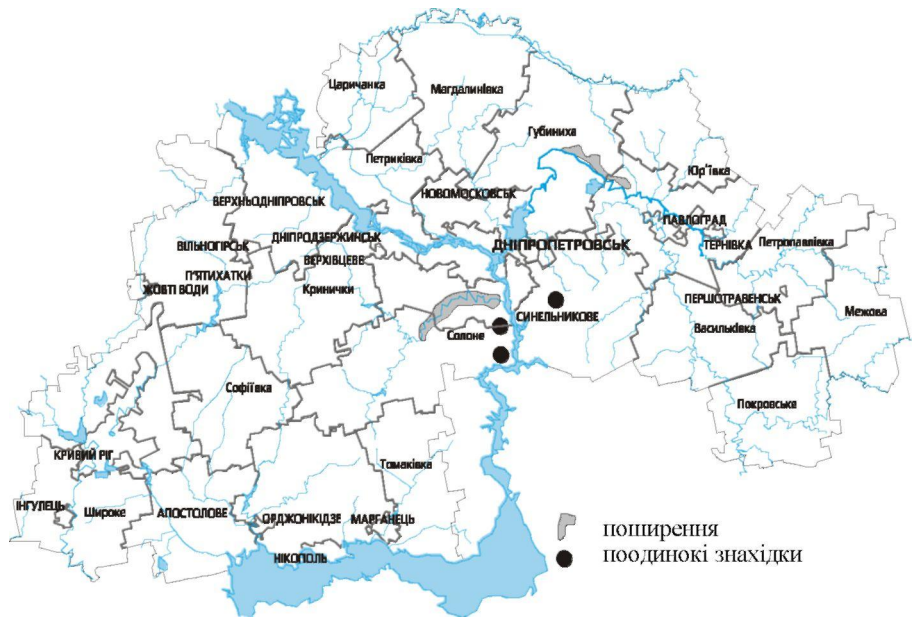 Царичанка
Магдалинівка
Губиниха
Петриківка
Юр'ївка
НОВОМОСКОВСЬК
ВЕРХНЬОДНІПРОВСЬК
ПАВЛОГРАД
ДНІПРОДЗЕРЖИНСЬК
ДНІПРОПЕТРОВСЬК
ТЕРНІВКА
Петропавлівка
ВІЛЬНОГІРСЬК
ВЕРХІВЦЕВЕ
П'ЯТИХАТКИ
ЖОВТІ ВОДИ
Кринички
ПЕРШОТРАВЕНСЬК
Межова
СИНЕЛЬНИКОВЕ
Васильківка
Солоне
Софіївка
Покровське
КРИВИЙ РІГ
Томаківка
ІНГУЛЕЦЬ
Широке
АПОСТОЛОВЕ
ОРДЖОНІКІДЗЕ
МАРГАНЕЦЬ
НІКОПОЛЬ
поширення
поодинокі знахідки